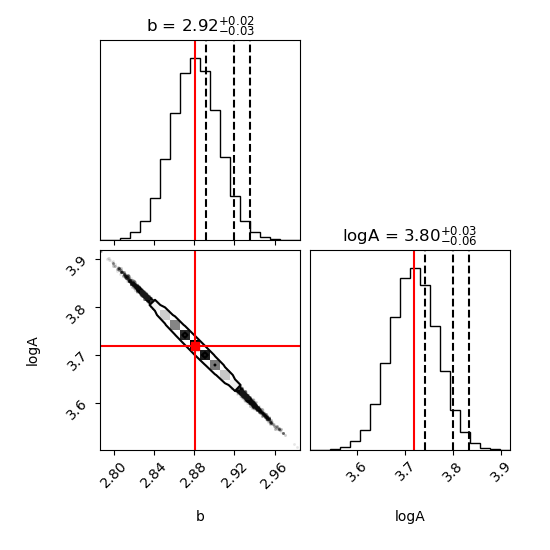 b = 2.92+0.02−0.03
logA = 3.80+0.03−0.06
logA
3.9
3.8
3.7
3.6
2.80
2.84
2.88
2.92
2.96
3.6
3.7
3.8
3.9
b
logA